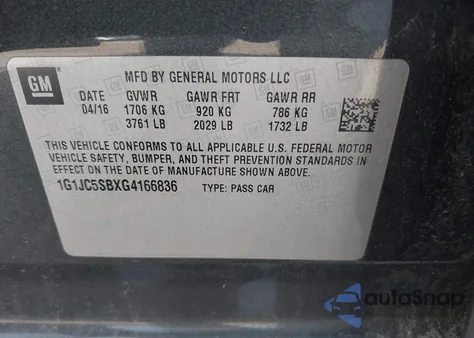 GM
MFD BY GENERAL MOTORS LLC
DATE GVWR GAWR FRT GAWR RR
04/16 1706 KG 920 KG 786 KG
3761 LB 2029 LB 1732 LB
THIS VEHICLE CONFORMS TO ALL APPLICABLE U.S. FEDERAL MOTOR
VEHICLE SAFETY, BUMPER, AND THEFT PREVENTION STANDARDS IN
EFFECT ON THE DATE OF MANUFACTURE SHOWN ABOVE.
1G1JC5SBXG4166836 TYPE: PASS CAR
autoSnap